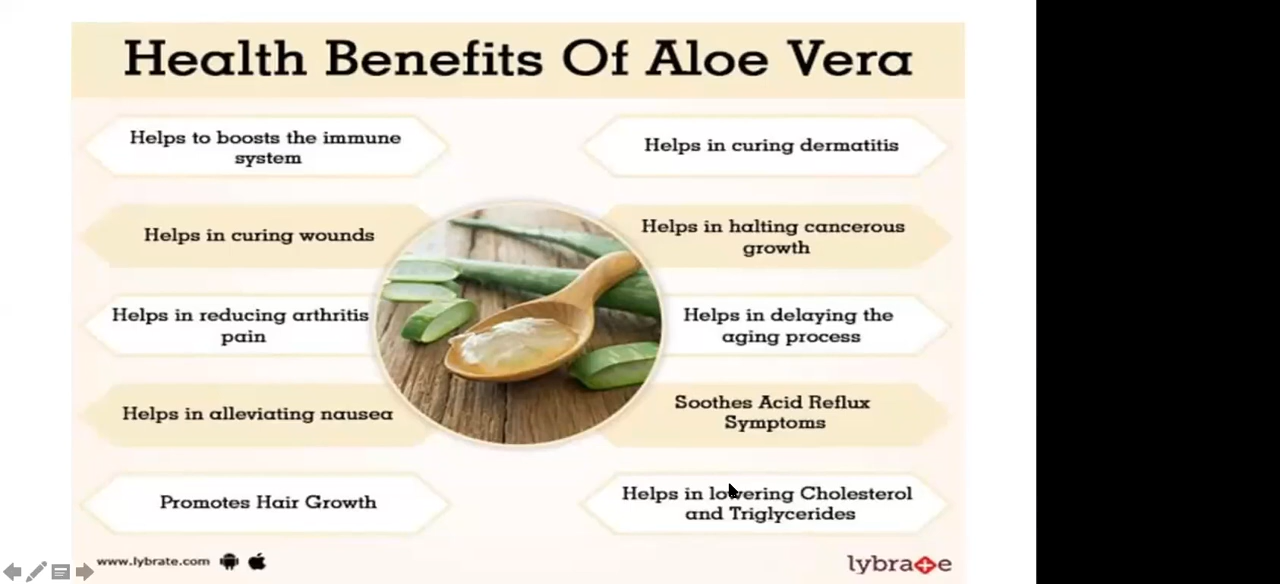 Health Benefits Of Aloe Vera
Helps to boosts the immune
system
Helps in curing dermatitis
Helps in curing wounds
Helps in halting cancerous
growth
Helps in reducing arthritis
pain
Helps in delaying the
aging process
Helps in alleviating nausea
Soothes Acid Reflux
Symptoms
Promotes Hair Growth
Helps in lowering Cholesterol
and Triglycerides
www.lybrate.com
lybrate